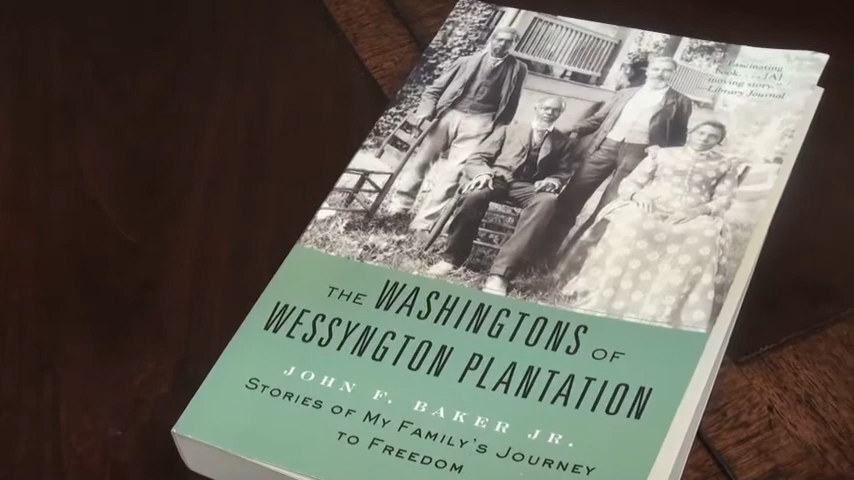 "Fascinating
book. . . . [A]
moving story."
—Library Journal
THE WASHINGTONS OF
WESSYNGTON PLANTATION
JOHN F. BAKER JR.
STORIES OF MY FAMILY'S JOURNEY
TO FREEDOM